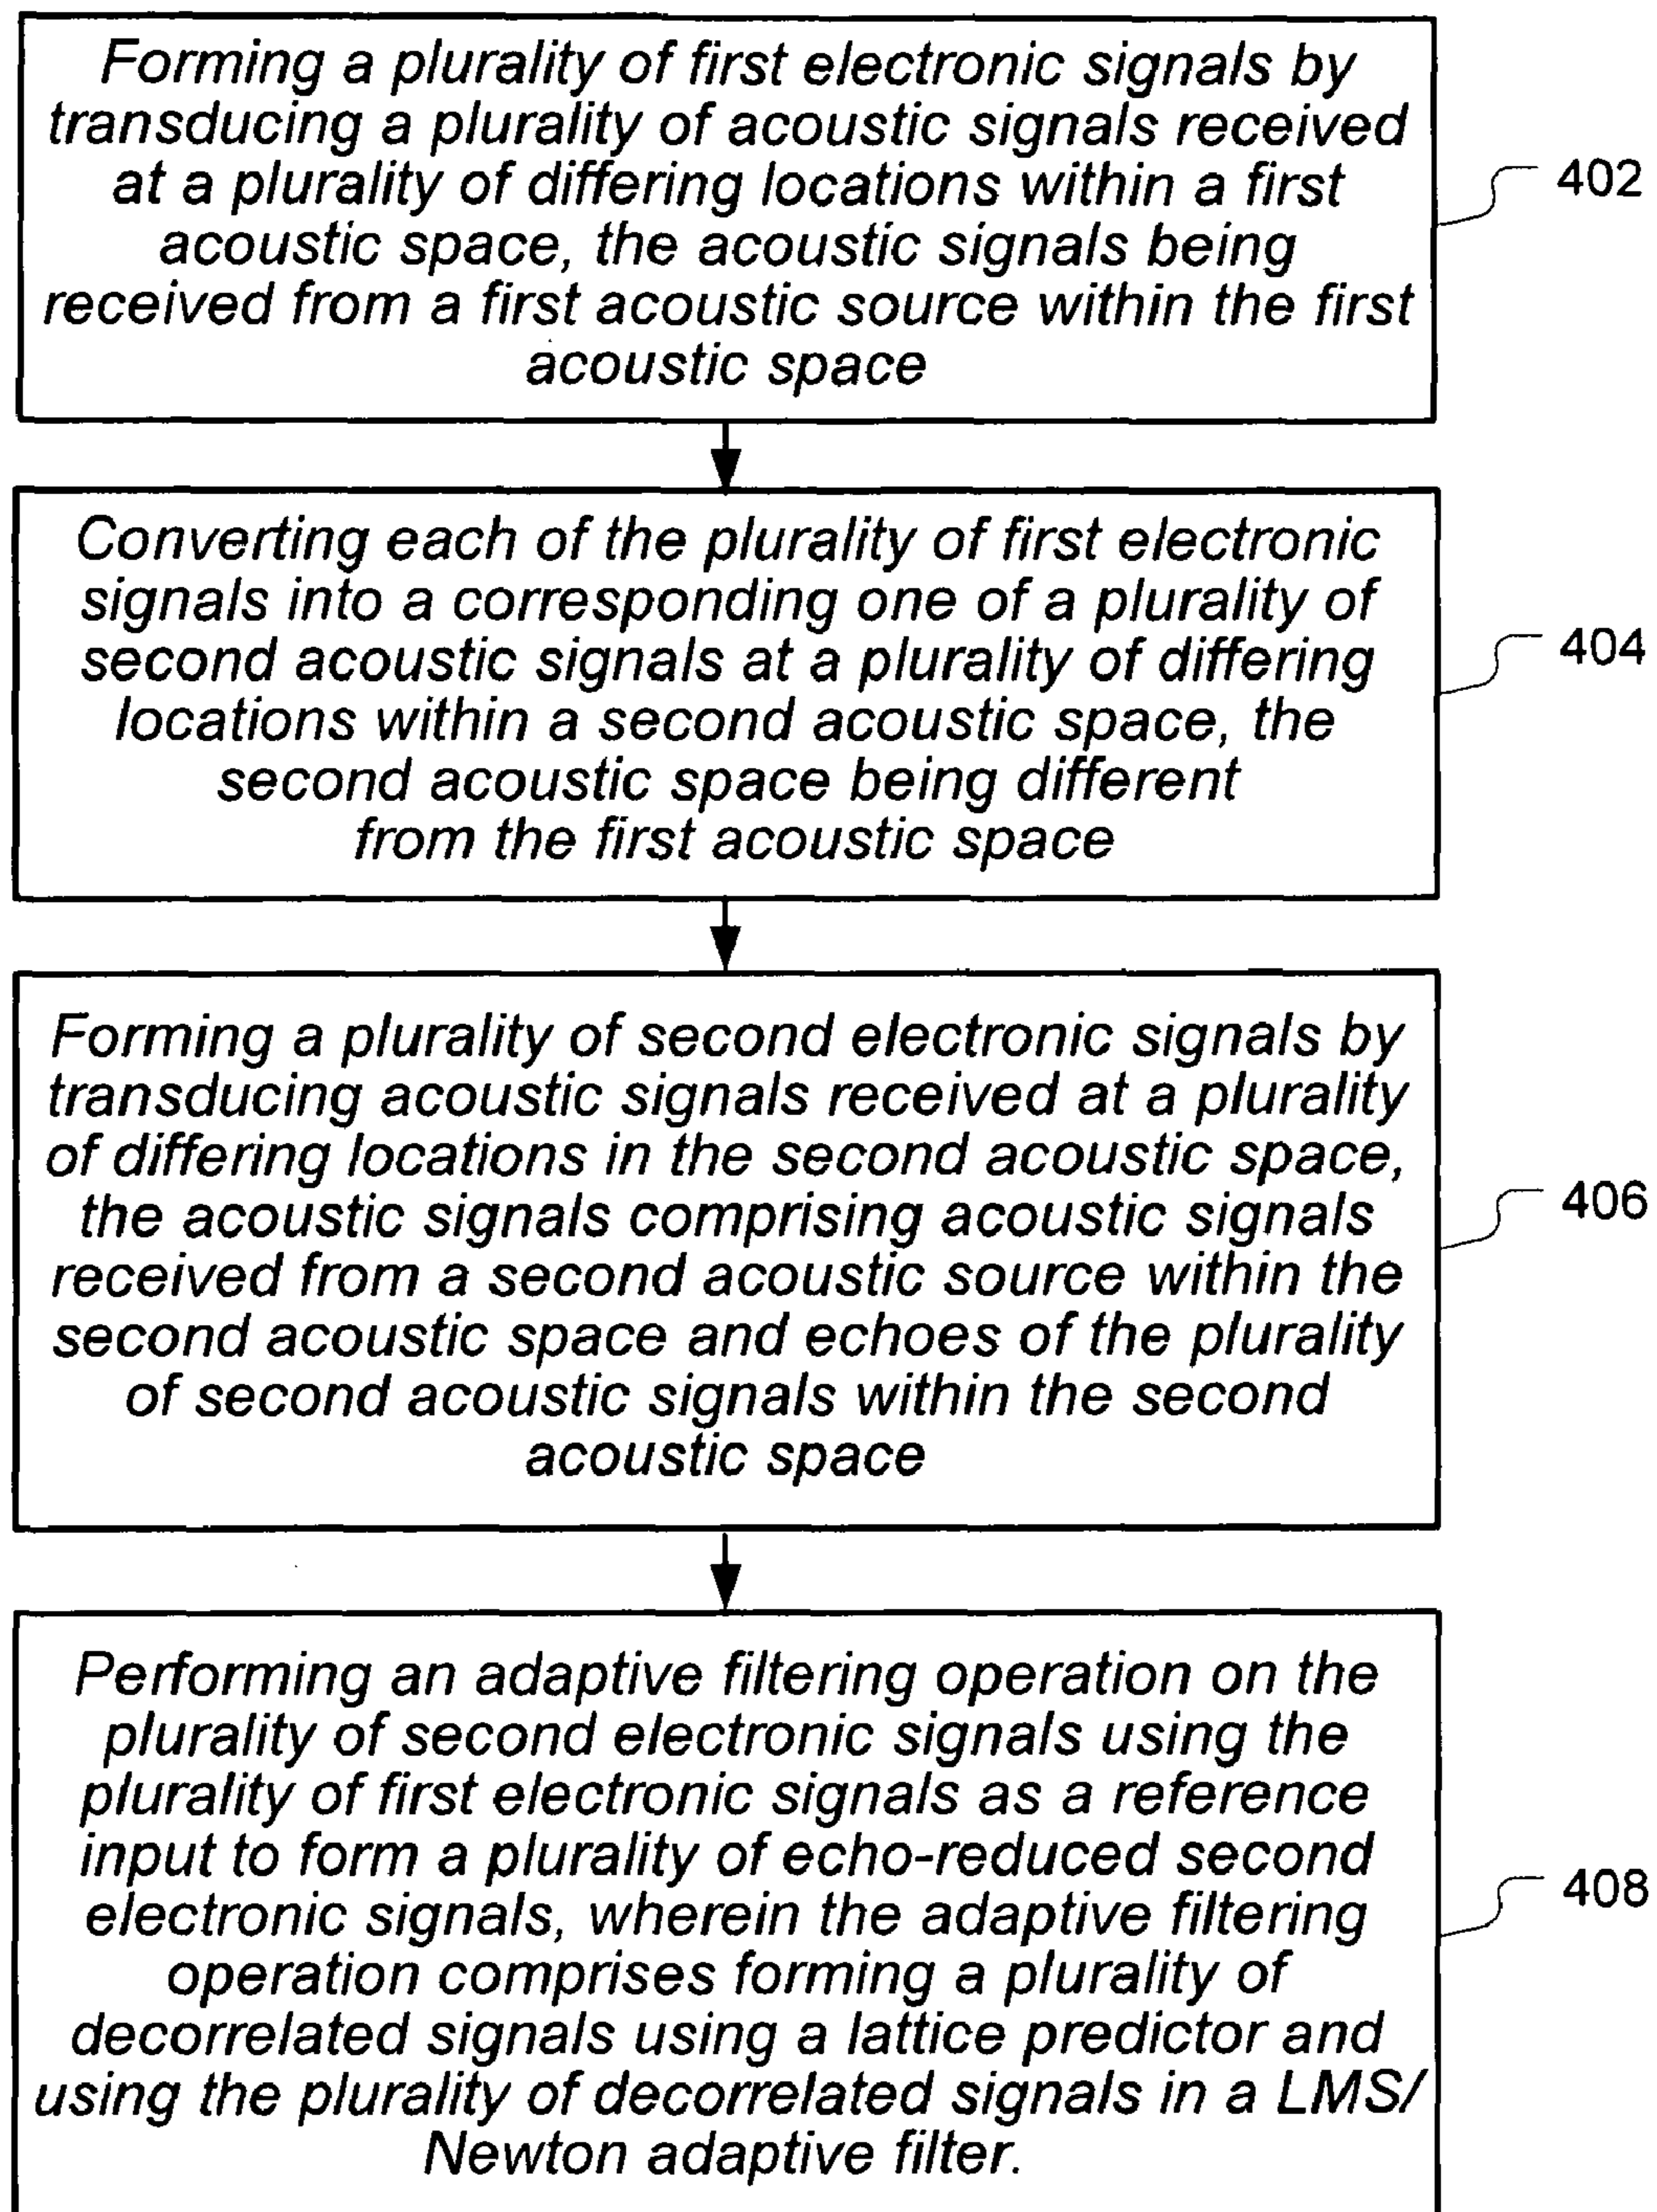 Forming a plurality of first electronic signals by
transducing a plurality of acoustic signals received
at a plurality of differing locations within a first
acoustic space, the acoustic signals being
received from a first acoustic source within the first
acoustic space
402
Converting each of the plurality of first electronic
signals into a corresponding one of a plurality of
second acoustic signals at a plurality of differing
locations within a second acoustic space, the
second acoustic space being different
from the first acoustic space
404
Forming a plurality of second electronic signals by
transducing acoustic signals received at a plurality
of differing locations in the second acoustic space,
the acoustic signals comprising acoustic signals
received from a second acoustic source within the
second acoustic space and echoes of the plurality
of second acoustic signals within the second
acoustic space
406
Performing an adaptive filtering operation on the
plurality of second electronic signals using the
plurality of first electronic signals as a reference
input to form a plurality of echo-reduced second
electronic signals, wherein the adaptive filtering
operation comprises forming a plurality of
decorrelated signals using a lattice predictor and
using the plurality of decorrelated signals in a LMS/
Newton adaptive filter.
408